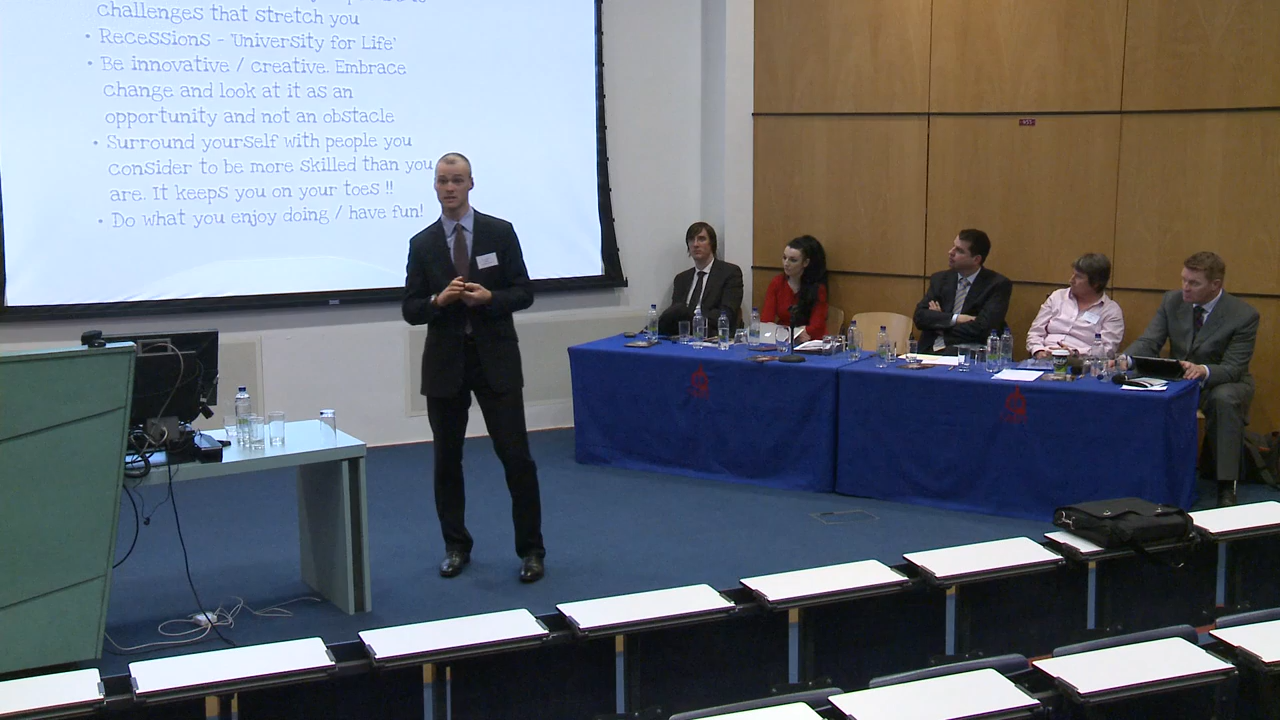 challenges that stretch you
• Recessions - 'University for Life'
• Be innovative / creative. Embrace
change and look at it as an
opportunity and not an obstacle
• Surround yourself with people you
consider to be more skilled than you
are. It keeps you on your toes !!
• Do what you enjoy doing / have fun!